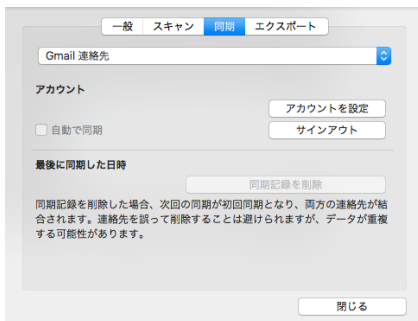 一般 スキャン 同期 エクスポート
Gmail 連絡先
アカウント
アカウントを設定
自動で同期
サインアウト
最後に同期した日時
同期記録を削除
同期記録を削除した場合、次回の同期が初回同期となり、両方の連絡先が結
合されます。連絡先を誤って削除することは避けられますが、データが重複
する可能性があります。
閉じる